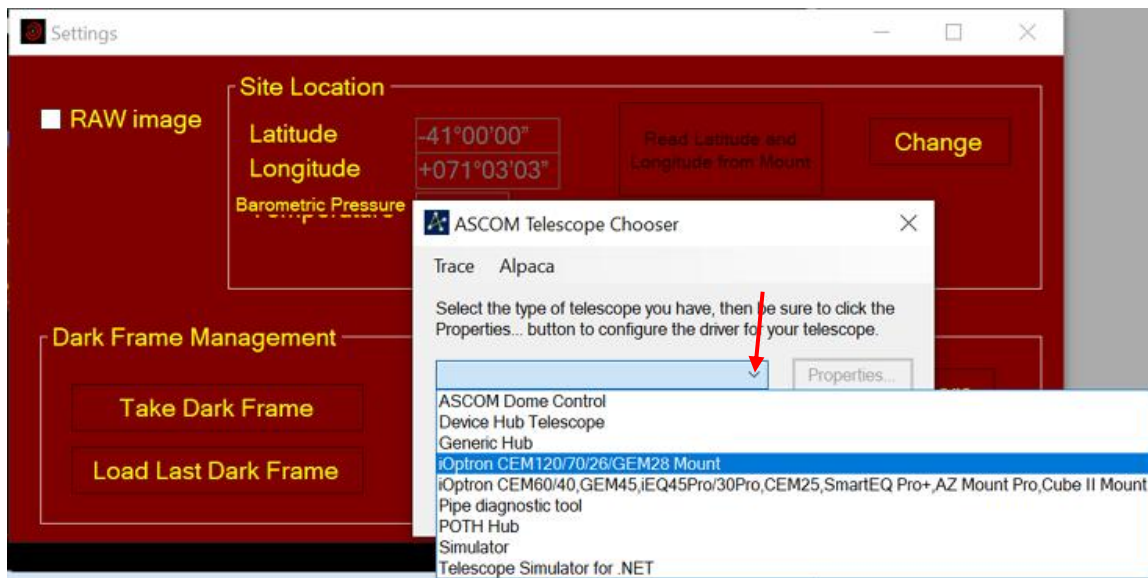 Settings
RAW image
Site Location
Latitude
-41°00'00"
Read Latitude and
Longitude from Mount
Change
Longitude
+071°03'03"
Barometric Pressure
Temperature
ASCOM Telescope Chooser
Trace Alpaca
Select the type of telescope you have, then be sure to click the
Properties... button to configure the driver for your telescope.
Properties...
Dark Frame Management
Take Dark Frame
Load Last Dark Frame
ASCOM Dome Control
Device Hub Telescope
Generic Hub
iOptron CEM120/70/26/GEM28 Mount
iOptron CEM60/40,GEM45,iEQ45Pro/30Pro,CEM25,SmartEQ Pro+,AZ Mount Pro,Cube II Mount
Pipe diagnostic tool
POTH Hub
Simulator
Telescope Simulator for .NET